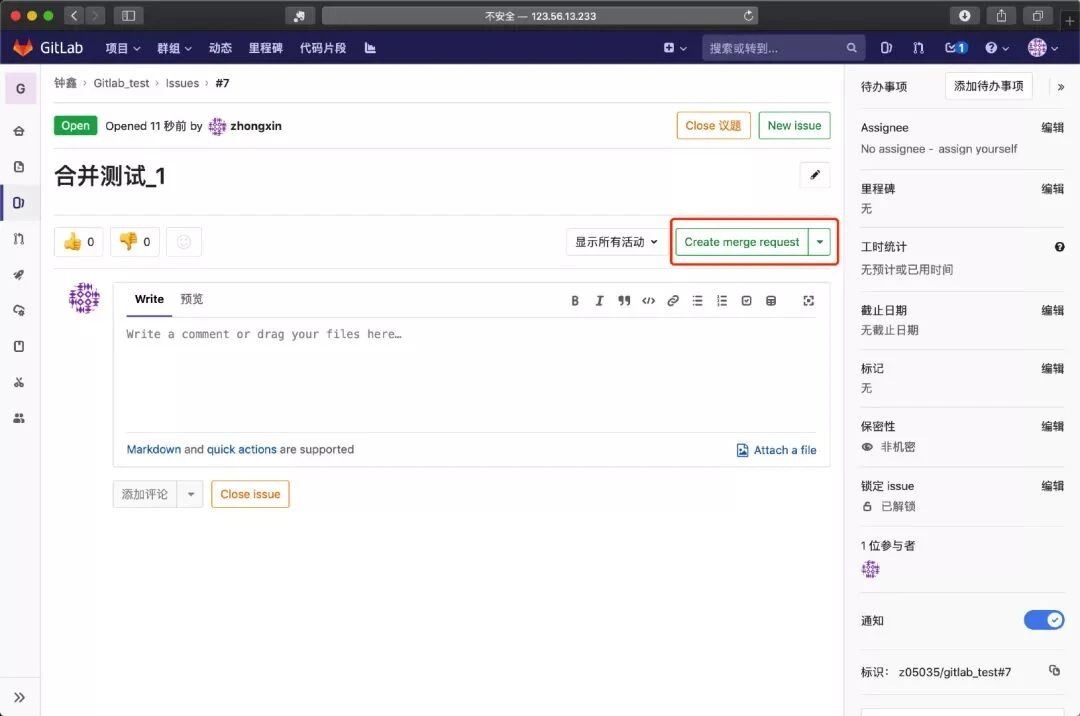 不安全 — 123.56.13.233
GitLab 项目 群组 动态 里程碑 代码片段 搜索或转到... 1
G
钟鑫 › Gitlab_test › Issues › #7
Open Opened 11 秒前 by zhongxin Close 议题 New issue
合并测试_1
👍 0 👎 0 显示所有活动 Create merge request
Write 预览
Write a comment or drag your files here…
Markdown and quick actions are supported Attach a file
添加评论 Close issue
待办事项 添加待办事项 »
Assignee 编辑
No assignee - assign yourself
里程碑 编辑
无
工时统计
无预计或已用时间
截止日期 编辑
无截止日期
标记 编辑
无
保密性 编辑
非机密
锁定 issue 编辑
已解锁
1 位参与者
通知
标识： z05035/gitlab_test#7